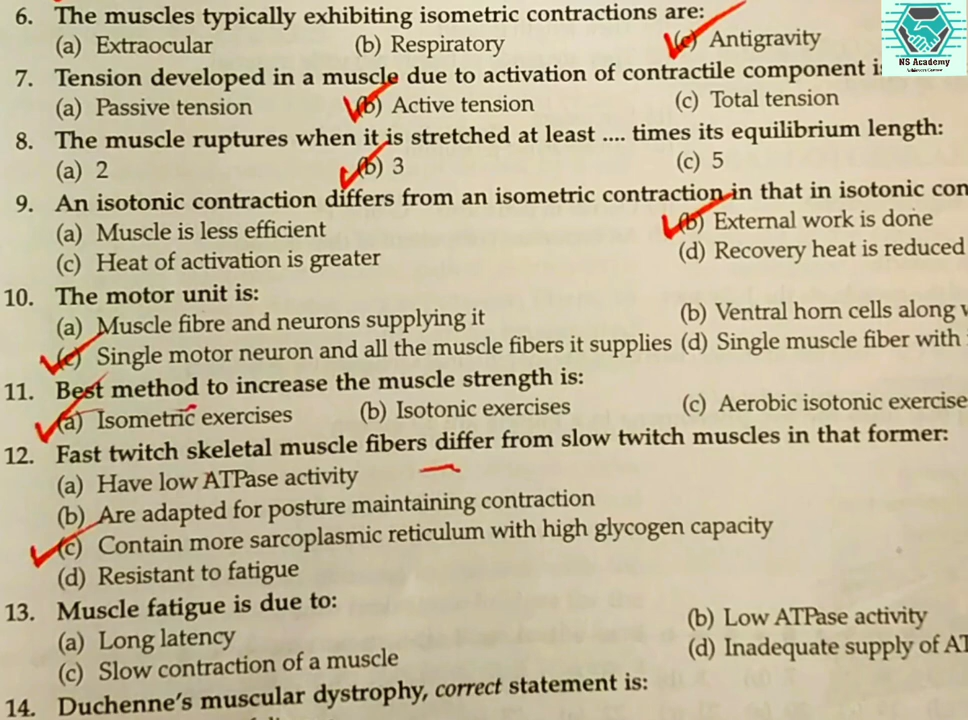 6. The muscles typically exhibiting isometric contractions are:
(a) Extraocular (b) Respiratory (c) Antigravity
NS Academy
7. Tension developed in a muscle due to activation of contractile component
(a) Passive tension (b) Active tension (c) Total tension
8. The muscle ruptures when it is stretched at least .... times its equilibrium length:
(a) 2 (b) 3 (c) 5
9. An isotonic contraction differs from an isometric contraction in that in isotonic con
(a) Muscle is less efficient (b) External work is done
(c) Heat of activation is greater (d) Recovery heat is reduced
10. The motor unit is:
(a) Muscle fibre and neurons supplying it (b) Ventral horn cells along
(c) Single motor neuron and all the muscle fibers it supplies (d) Single muscle fiber with
11. Best method to increase the muscle strength is:
(a) Isometric exercises (b) Isotonic exercises (c) Aerobic isotonic exercise
12. Fast twitch skeletal muscle fibers differ from slow twitch muscles in that former:
(a) Have low ATPase activity
(b) Are adapted for posture maintaining contraction
(c) Contain more sarcoplasmic reticulum with high glycogen capacity
(d) Resistant to fatigue
13. Muscle fatigue is due to:
(a) Long latency (b) Low ATPase activity
(c) Slow contraction of a muscle (d) Inadequate supply of AT
14. Duchenne's muscular dystrophy, correct statement is: